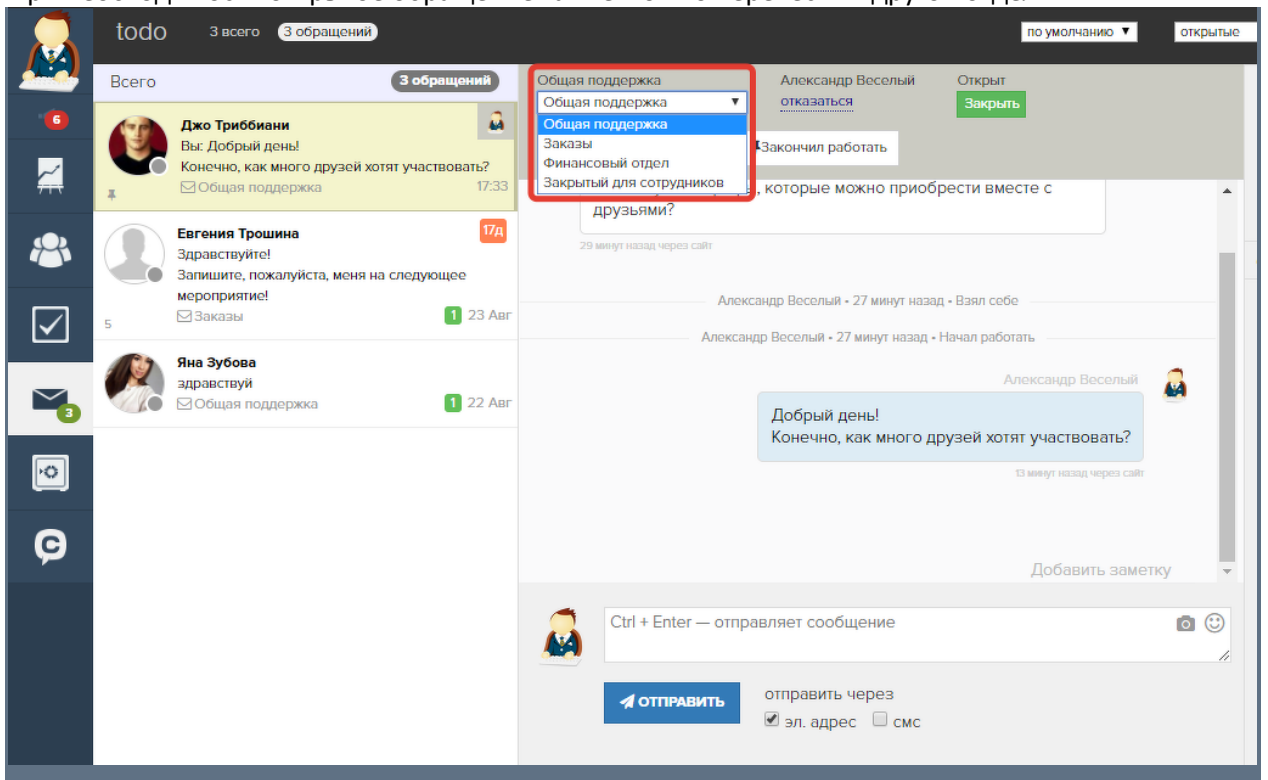 todo 3 всего 3 обращений по умолчанию ▼ открытые
6
3
Всего 3 обращений
Джо Триббиани
Вы: Добрый день!
Конечно, как много друзей хотят участвовать?
Общая поддержка 17:33
Евгения Трошина 17д
Здравствуйте!
Запишите, пожалуйста, меня на следующее
мероприятие!
5 Заказы 1 23 Авг
Яна Зубова
здравствуй
Общая поддержка 1 22 Авг
Общая поддержка Александр Веселый Открыт
Общая поддержка ▼ отказаться Закрыть
Общая поддержка
Заказы
Финансовый отдел
Закрытый для сотрудников
Закончил работать
, которые можно приобрести вместе с
друзьями?
29 минут назад через сайт
Александр Веселый • 27 минут назад • Взял себе
Александр Веселый • 27 минут назад • Начал работать
Александр Веселый
Добрый день!
Конечно, как много друзей хотят участвовать?
13 минут назад через сайт
Добавить заметку
Ctrl + Enter — отправляет сообщение
ОТПРАВИТЬ
отправить через
эл. адрес смс